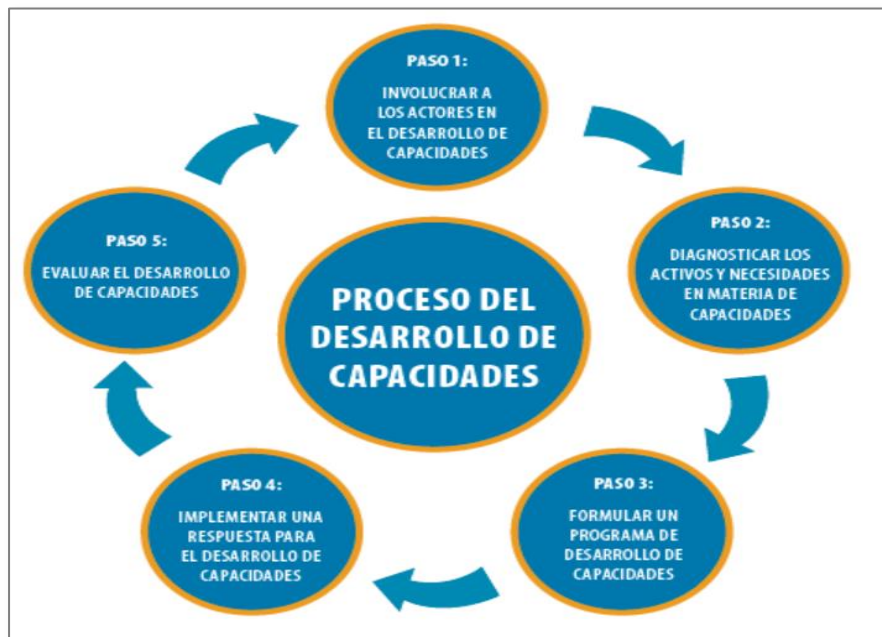 PASO 1:
INVOLUCRAR A
LOS ACTORES EN
EL DESARROLLO DE
CAPACIDADES
PASO 2:
DIAGNOSTICAR LOS
ACTIVOS Y NECESIDADES
EN MATERIA DE
CAPACIDADES
PASO 3:
FORMULAR UN
PROGRAMA DE
DESARROLLO DE
CAPACIDADES
PASO 4:
IMPLEMENTAR UNA
RESPUESTA PARA
EL DESARROLLO DE
CAPACIDADES
PASO 5:
EVALUAR EL DESARROLLO
DE CAPACIDADES
PROCESO DEL
DESARROLLO DE
CAPACIDADES